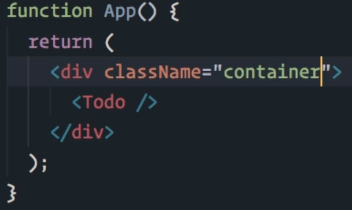 function App() {
  return (
    <div className="container">
      <Todo />
    </div>
  );
}